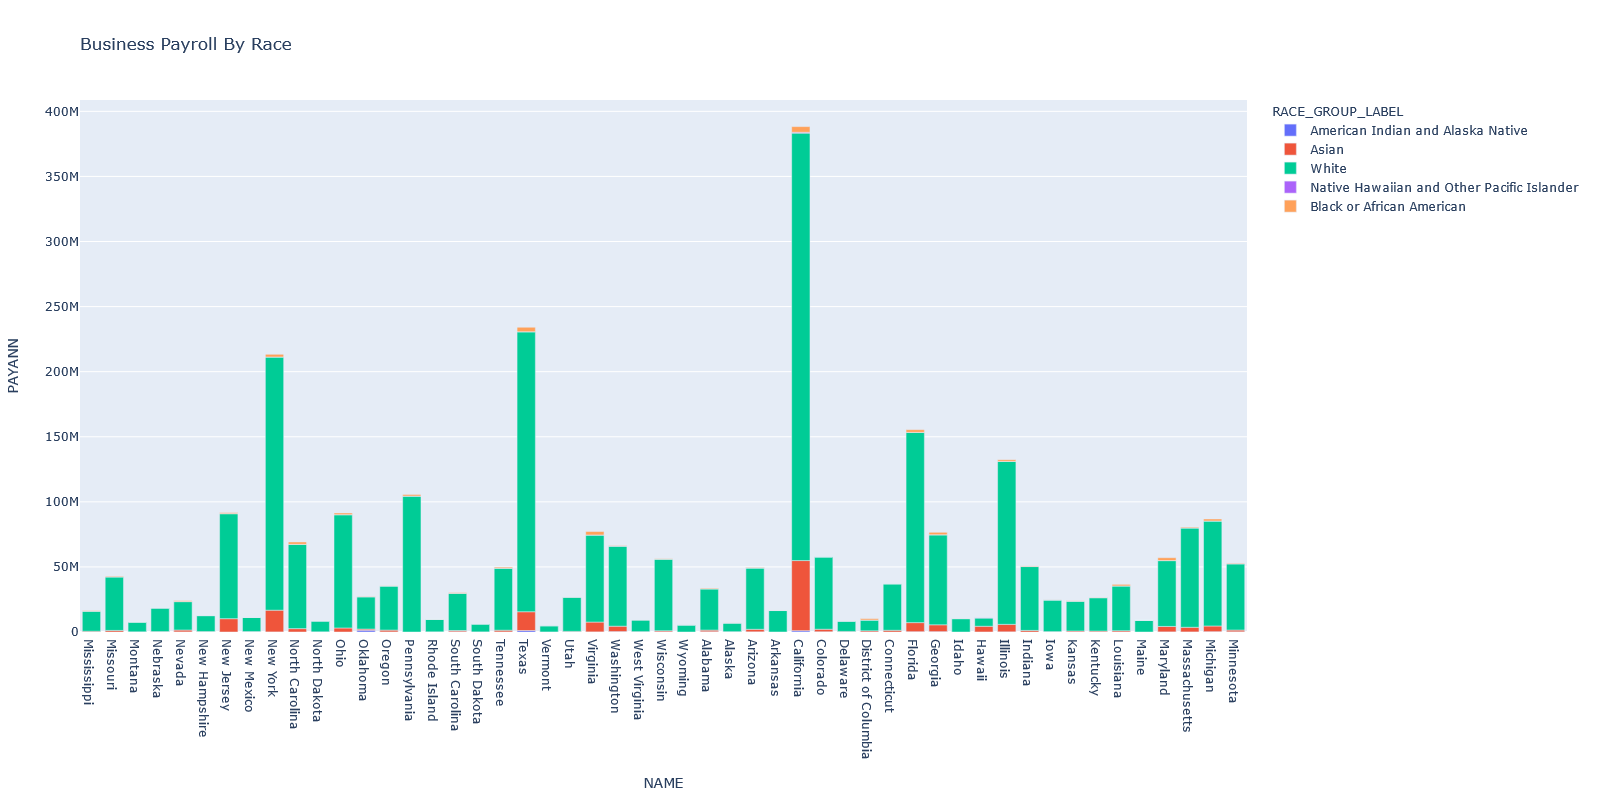 Business Payroll By Race
400M
350M
300M
250M
200M
150M
100M
50M
0
PAYANN
Mississippi
Missouri
Montana
Nebraska
Nevada
New Hampshire
New Jersey
New Mexico
New York
North Carolina
North Dakota
Ohio
Oklahoma
Oregon
Pennsylvania
Rhode Island
South Carolina
South Dakota
Tennessee
Texas
Vermont
Utah
Virginia
Washington
West Virginia
Wisconsin
Wyoming
Alabama
Alaska
Arizona
Arkansas
California
Colorado
Delaware
District of Columbia
Connecticut
Florida
Georgia
Idaho
Hawaii
Illinois
Indiana
Iowa
Kansas
Kentucky
Louisiana
Maine
Maryland
Massachusetts
Michigan
Minnesota
NAME
RACE_GROUP_LABEL
American Indian and Alaska Native
Asian
White
Native Hawaiian and Other Pacific Islander
Black or African American